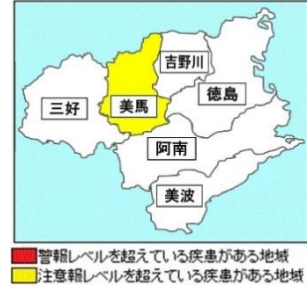 吉野川
徳島
三好
美馬
阿南
美波
警報レベルを超えている疾患がある地域
注意報レベルを超えている疾患がある地域